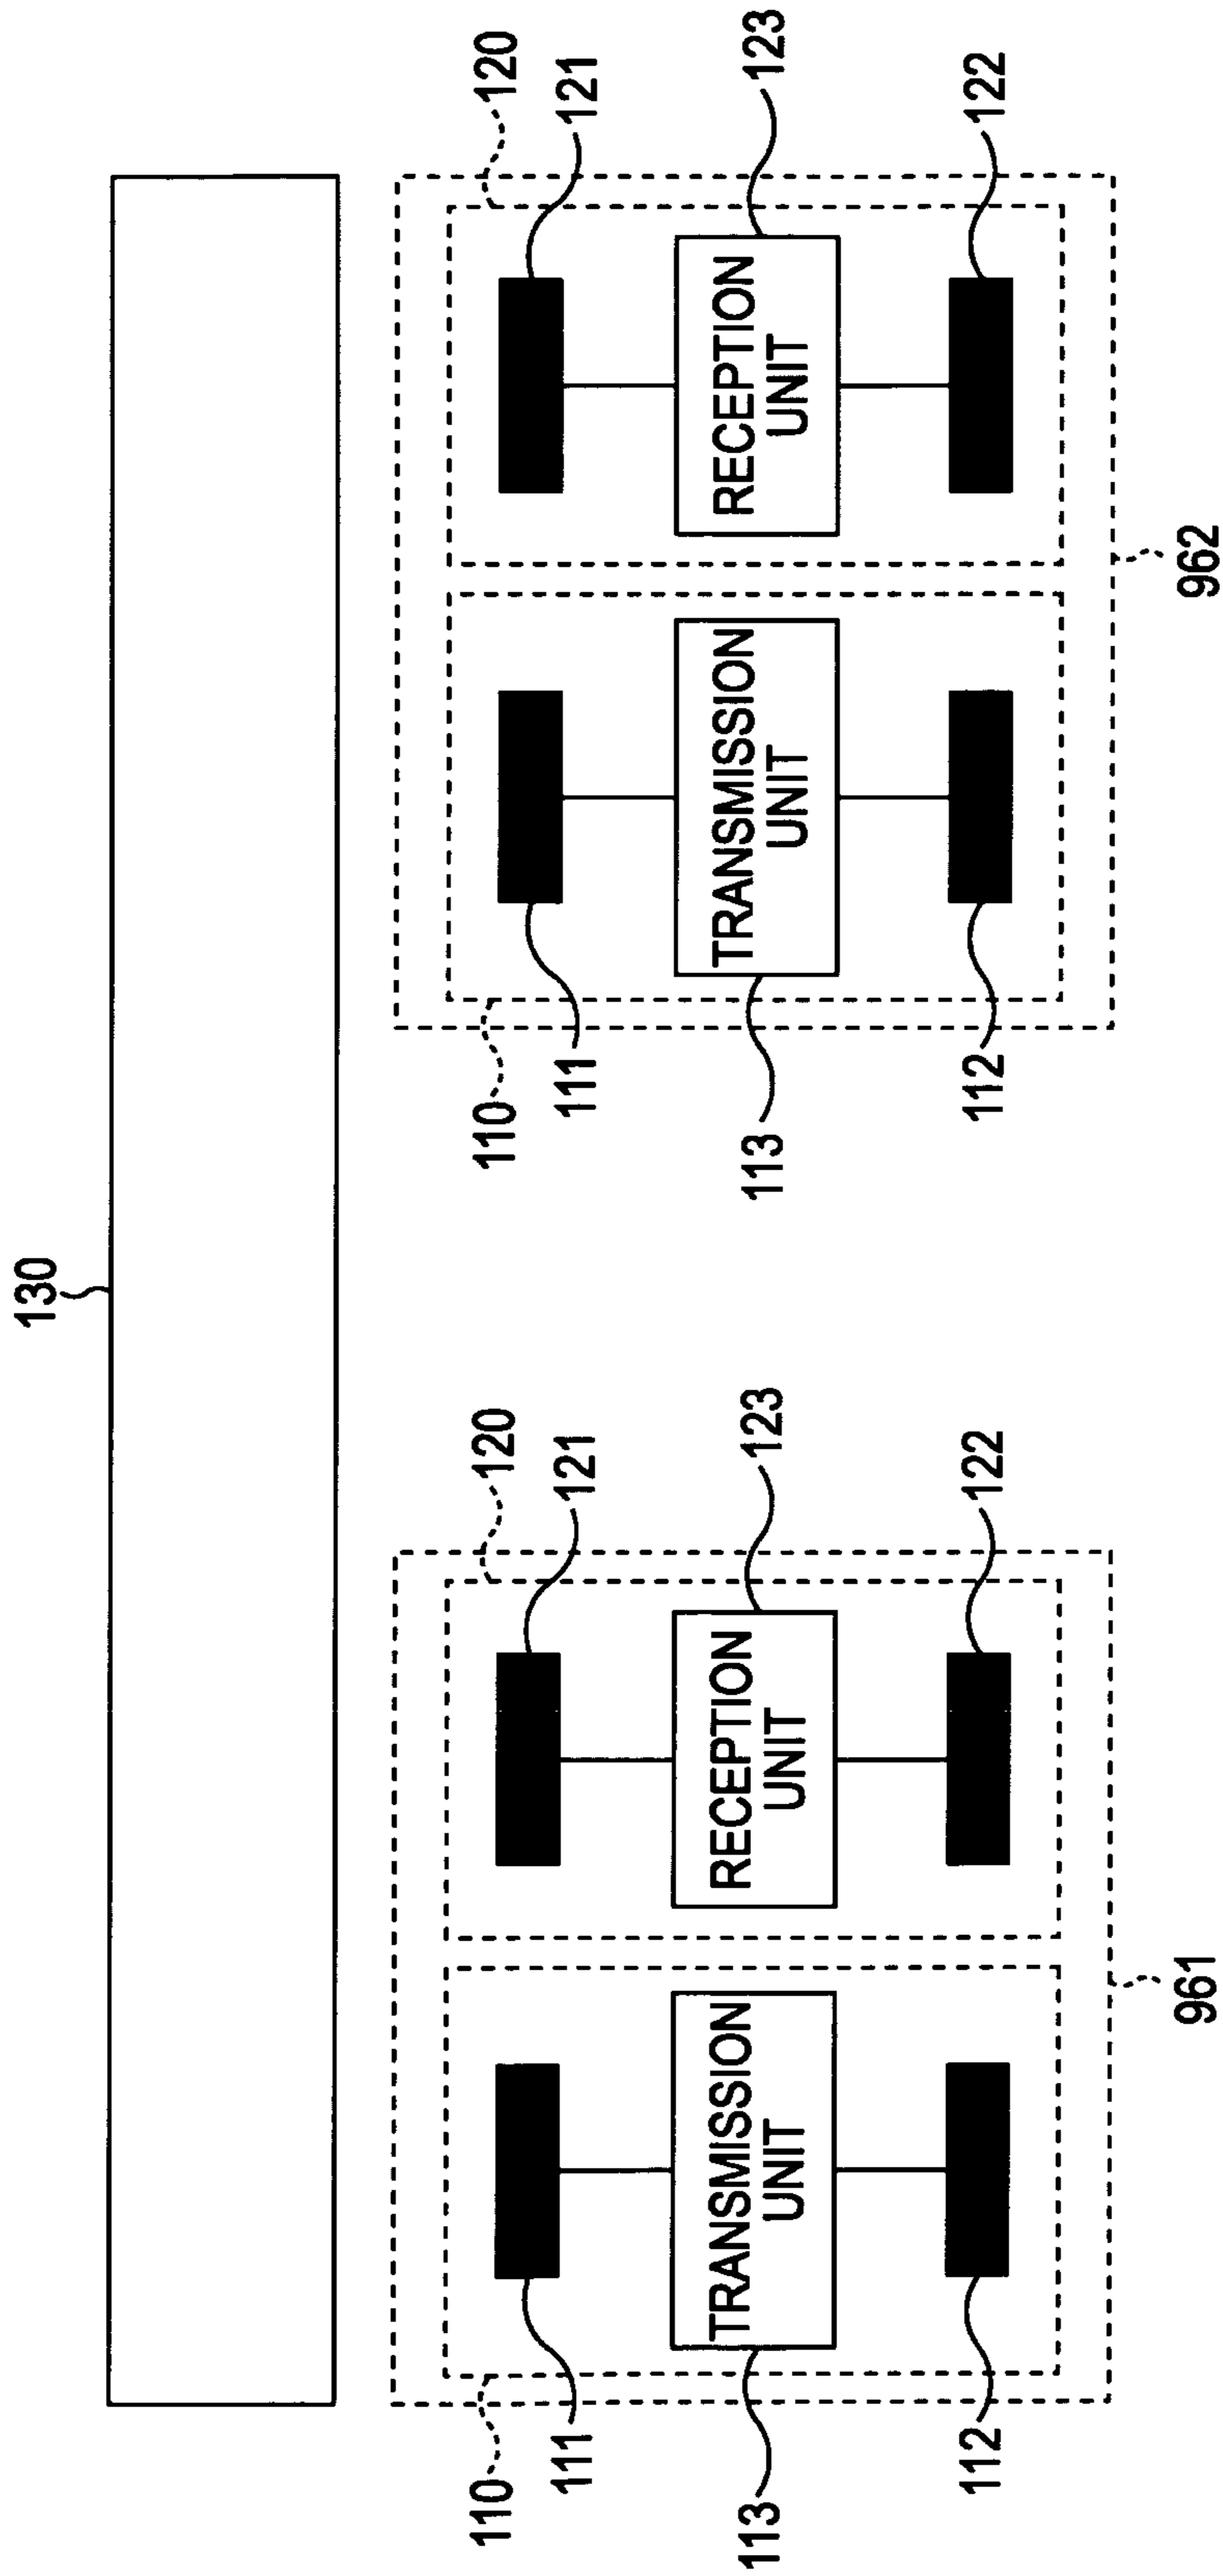 130
110
111
113
112
TRANSMISSION
UNIT
120
121
123
122
RECEPTION
UNIT
961
110
111
113
112
TRANSMISSION
UNIT
120
121
123
122
RECEPTION
UNIT
962